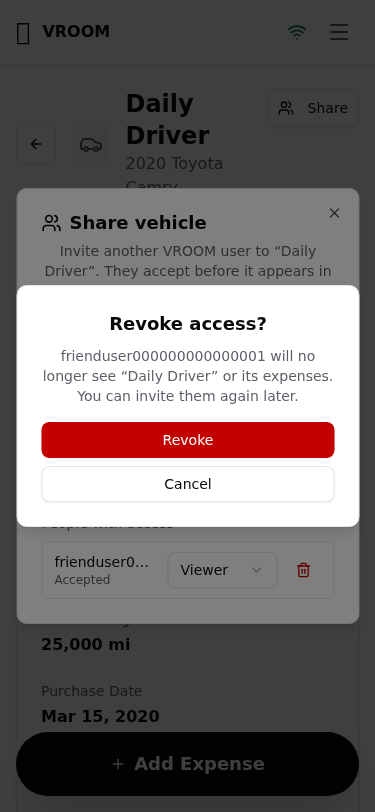 VROOM
Daily
Driver
Share
2020 Toyota
Camry
Share vehicle
Invite another VROOM user to “Daily
Driver”. They accept before it appears in
Revoke access?
frienduser000000000000001 will no
longer see “Daily Driver” or its expenses.
You can invite them again later.
Revoke
Cancel
People with access
frienduser0...
Accepted
Viewer
25,000 mi
Purchase Date
Mar 15, 2020
+ Add Expense